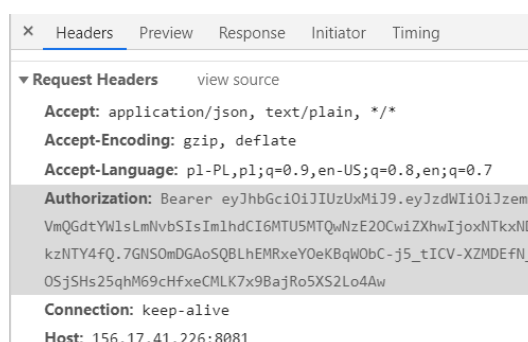 × Headers Preview Response Initiator Timing
▼ Request Headers view source
Accept: application/json, text/plain, */*
Accept-Encoding: gzip, deflate
Accept-Language: pl-PL,pl;q=0.9,en-US;q=0.8,en;q=0.7
Authorization: Bearer eyJhbGciOiJIUzUxMiJ9.eyJzdWIiOiJzem
VmQGdtYWlsLmNvbSIsImlhdCI6MTU5MTQwNzE2OCwiZXhwIjoxNTkxND
kzNTY4fQ.7GNSOmDGAoSQBLhEMRxeYOeKBqWObC-j5_tICV-XZMDEfN_
OSjSHs25qhM69cHfxeCMLK7x9BajRo5XS2Lo4Aw
Connection: keep-alive
Host: 156.17.41.226:8081